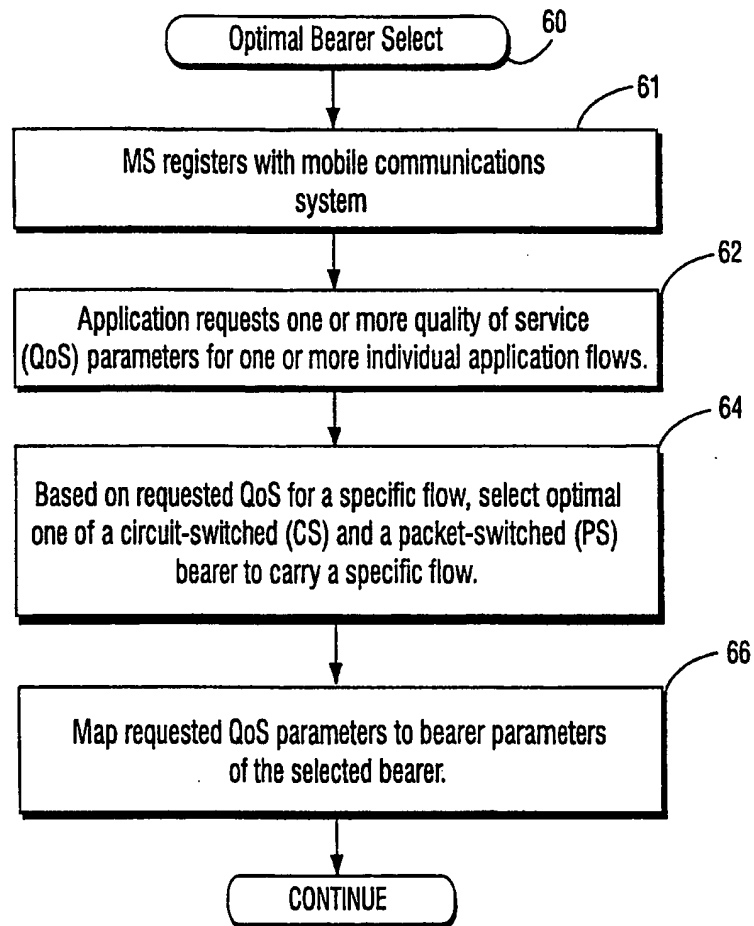 Optimal Bearer Select
60
61
MS registers with mobile communications
system
62
Application requests one or more quality of service
(QoS) parameters for one or more individual application flows.
64
Based on requested QoS for a specific flow, select optimal
one of a circuit-switched (CS) and a packet-switched (PS)
bearer to carry a specific flow.
66
Map requested QoS parameters to bearer parameters
of the selected bearer.
CONTINUE